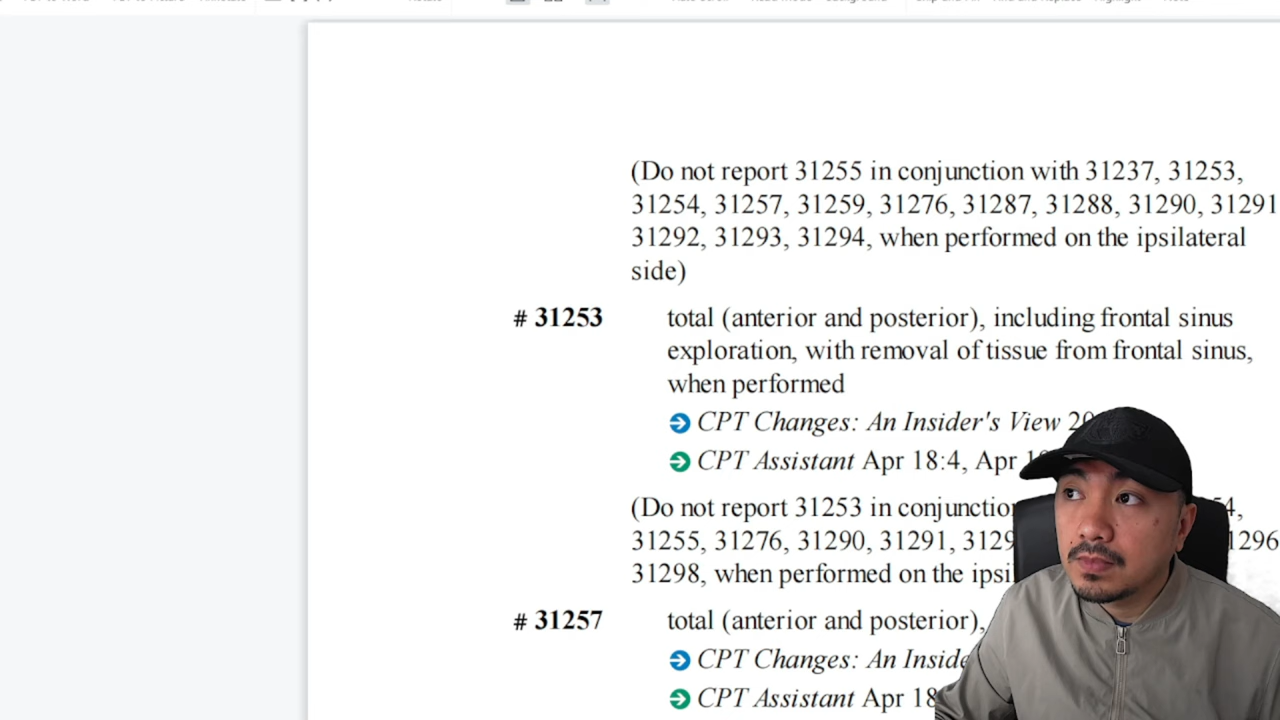 (Do not report 31255 in conjunction with 31237, 31253,
31254, 31257, 31259, 31276, 31287, 31288, 31290, 31291
31292, 31293, 31294, when performed on the ipsilateral
side)
# 31253 total (anterior and posterior), including frontal sinus
exploration, with removal of tissue from frontal sinus,
when performed
CPT Changes: An Insider's View
CPT Assistant Apr 18:4, Apr
(Do not report 31253 in
31255, 31276, 31290, 31291,
31298, when performed on the
# 31257 total (anterior and posterior),
CPT Changes: An
CPT Assistant Apr 18